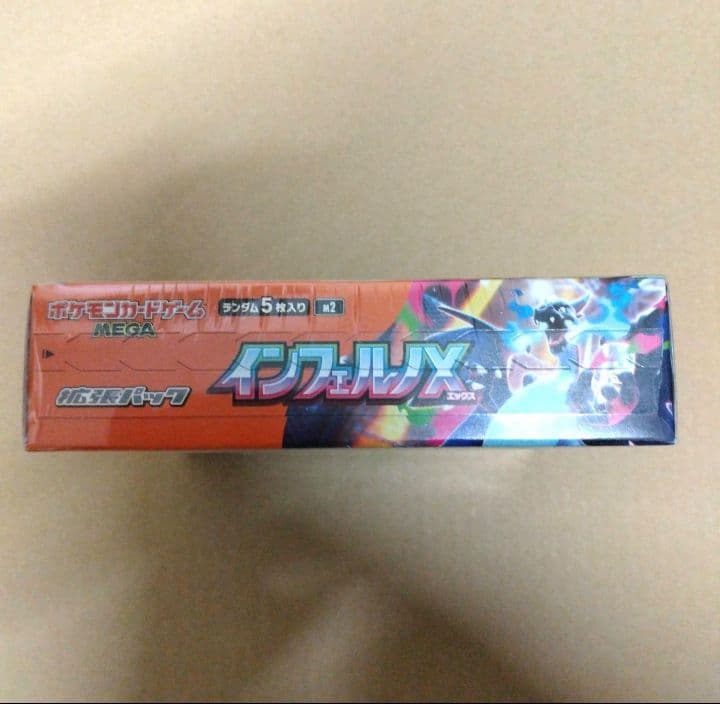 ポケモンカードゲーム
MEGA
ランダム5枚入り M2
インフェルノX
エックス
拡張パック